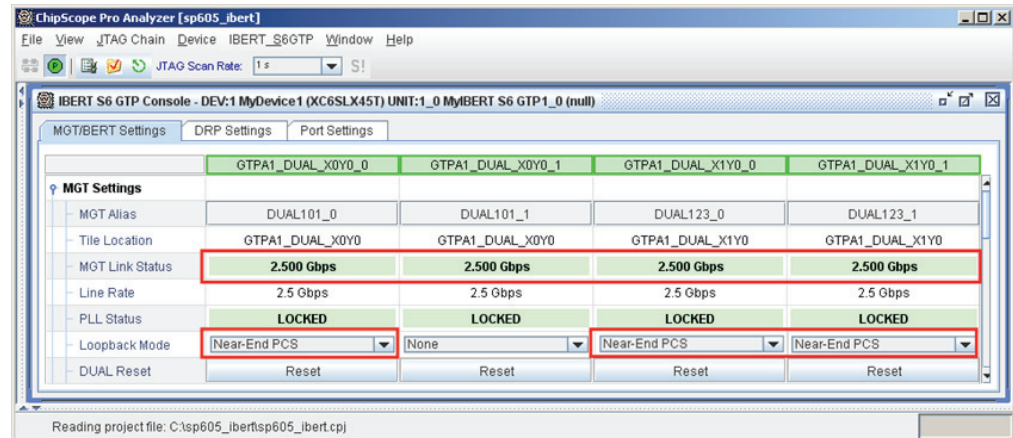 ChipScope Pro Analyzer [sp605_ibert]
File View JTAG Chain Device IBERT_S6GTP Window Help
JTAG Scan Rate: 1 s S!
IBERT S6 GTP Console - DEV:1 MyDevice1 (XC6SLX45T) UNIT:1_0 MyIBERT S6 GTP1_0 (null)
MGT/BERT Settings DRP Settings Port Settings
GTPA1_DUAL_X0Y0_0 GTPA1_DUAL_X0Y0_1 GTPA1_DUAL_X1Y0_0 GTPA1_DUAL_X1Y0_1
MGT Settings
MGT Alias DUAL101_0 DUAL101_1 DUAL123_0 DUAL123_1
Tile Location GTPA1_DUAL_X0Y0 GTPA1_DUAL_X0Y0 GTPA1_DUAL_X1Y0 GTPA1_DUAL_X1Y0
MGT Link Status 2.500 Gbps 2.500 Gbps 2.500 Gbps 2.500 Gbps
Line Rate 2.5 Gbps 2.5 Gbps 2.5 Gbps 2.5 Gbps
PLL Status LOCKED LOCKED LOCKED LOCKED
Loopback Mode Near-End PCS None Near-End PCS Near-End PCS
DUAL Reset Reset Reset Reset Reset
Reading project file: C:\sp605_ibert\sp605_ibert.cpj